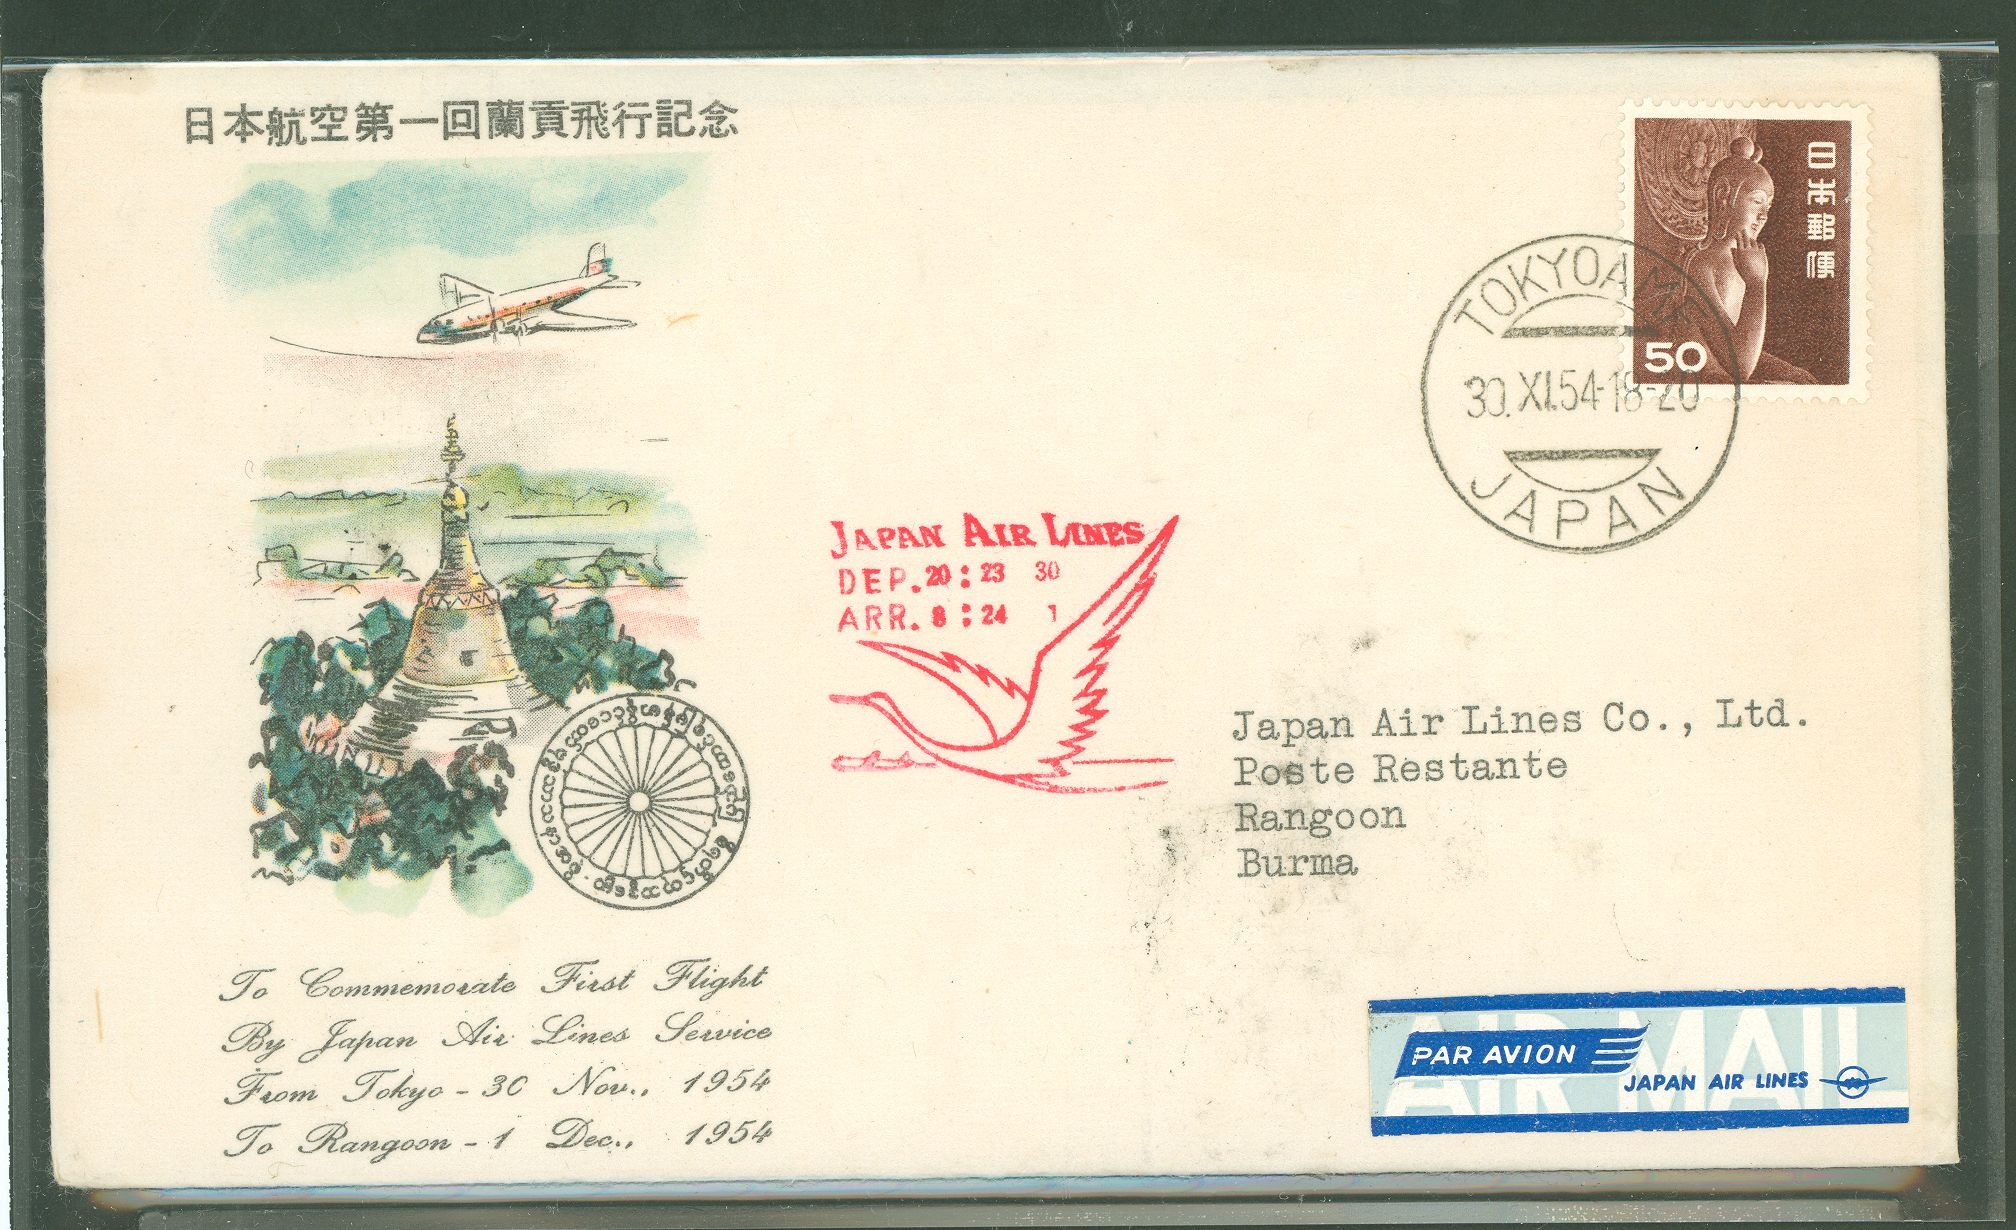 日本航空第一回蘭貢飛行記念
日本郵便
50
TOKYO AME
30.XI.54-18-20
JAPAN
JAPAN AIR LINES
DEP. 20:23 30
ARR. 8:24 1
Japan Air Lines Co., Ltd.
Poste Restante
Rangoon
Burma
To Commemorate First Flight
By Japan Air Lines Service
From Tokyo - 30 Nov., 1954
To Rangoon - 1 Dec., 1954
AIR MAIL
PAR AVION
JAPAN AIR LINES